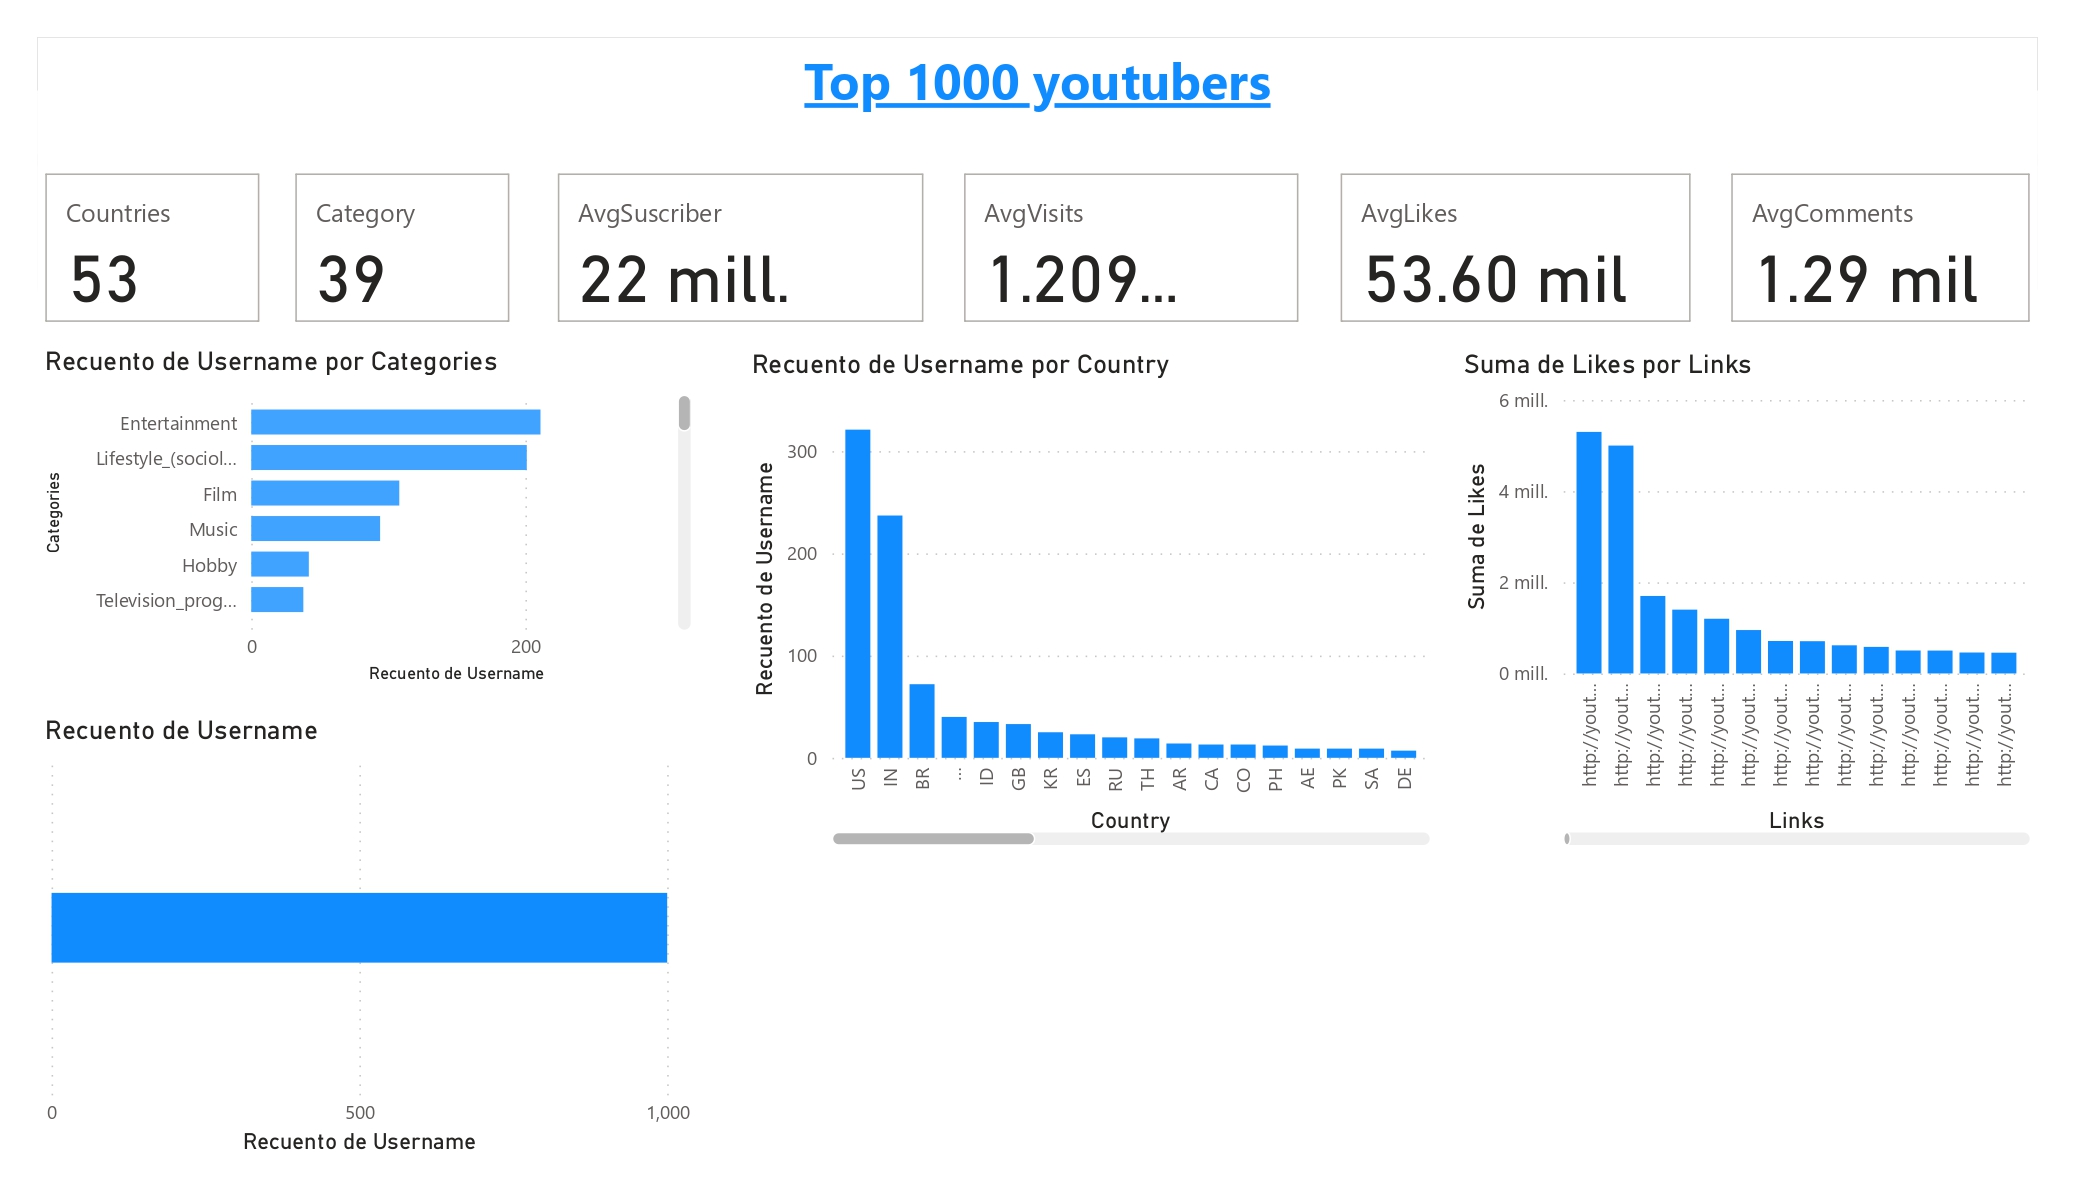 Top 1000 youtubers
Countries
53
Category
39
AvgSuscriber
22 mill.
AvgVisits
1.209...
AvgLikes
53.60 mil
AvgComments
1.29 mil
Recuento de Username por Categories
Categories
Entertainment
Lifestyle_(sociol...
Film
Music
Hobby
Television_prog...
0 200
Recuento de Username
Recuento de Username por Country
Recuento de Username
300
200
100
0
US IN BR ... ID GB KR ES RU TH AR CA CO PH AE PK SA DE
Country
Suma de Likes por Links
Suma de Likes
6 mill.
4 mill.
2 mill.
0 mill.
http://yout...
http://yout...
http://yout...
http://yout...
http://yout...
http://yout...
http://yout...
http://yout...
http://yout...
http://yout...
http://yout...
http://yout...
http://yout...
http://yout...
Links
Recuento de Username
0 500 1,000
Recuento de Username